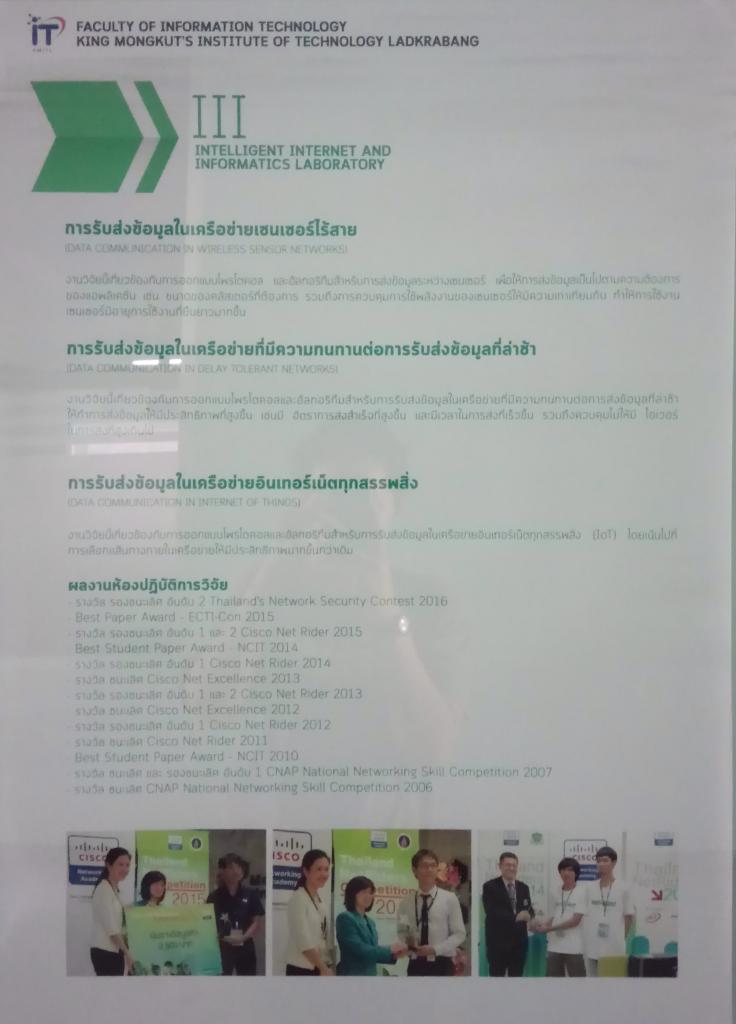 IT
KMITL
FACULTY OF INFORMATION TECHNOLOGY
KING MONGKUT'S INSTITUTE OF TECHNOLOGY LADKRABANG
III
INTELLIGENT INTERNET AND
INFORMATICS LABORATORY
การรับส่งข้อมูลในเครือข่ายเซนเซอร์ไร้สาย
(DATA COMMUNICATION IN WIRELESS SENSOR NETWORKS)
งานวิจัยนี้เกี่ยวข้องกับการออกแบบโพรโตคอล และอัลกอริทึมสำหรับการส่งข้อมูลระหว่างเซนเซอร์ เพื่อให้การส่งข้อมูลเป็นไปตามความต้องการ
ของแอพลิเคชัน เช่น ขนาดของคลัสเตอร์ที่ต้องการ รวมถึงการควบคุมการใช้พลังงานของเซนเซอร์ให้มีความเท่าเทียมกัน ทำให้การใช้งาน
เซนเซอร์มีอายุการใช้งานที่ยืนยาวมากขึ้น
การรับส่งข้อมูลในเครือข่ายที่มีความทนทานต่อการรับส่งข้อมูลที่ล่าช้า
(DATA COMMUNICATION IN DELAY TOLERANT NETWORKS)
งานวิจัยนี้เกี่ยวข้องกับการออกแบบโพรโตคอลและอัลกอริทึมสำหรับการรับส่งข้อมูลในเครือข่ายที่มีความทนทานต่อการส่งข้อมูลที่ล่าช้า
ให้ทำการส่งข้อมูลให้มีประสิทธิภาพที่สูงขึ้น เช่นมี อัตราการส่งสำเร็จที่สูงขึ้น และมีเวลาในการส่งที่เร็วขึ้น รวมถึงควบคุมไม่ให้มี โอเวอร์
ในการส่งที่สูงเกินไป
การรับส่งข้อมูลในเครือข่ายอินเทอร์เน็ตทุกสรรพสิ่ง
(DATA COMMUNICATION IN INTERNET OF THINGS)
งานวิจัยนี้เกี่ยวข้องกับการออกแบบโพรโตคอลและอัลกอริทึมสำหรับการรับส่งข้อมูลในเครือข่ายอินเทอร์เน็ตทุกสรรพสิ่ง (IoT) โดยเน้นไปที่
การเลือกเส้นทางภายในเครือข่ายให้มีประสิทธิภาพมากขึ้นกว่าเดิม
ผลงานห้องปฏิบัติการวิจัย
- รางวัล รองชนะเลิศ อันดับ 2 Thailand's Network Security Contest 2016
- Best Paper Award - ECTI-Con 2015
- รางวัล รองชนะเลิศ อันดับ 1 และ 2 Cisco Net Rider 2015
- Best Student Paper Award - NCIT 2014
- รางวัล รองชนะเลิศ อันดับ 1 Cisco Net Rider 2014
- รางวัล ชนะเลิศ Cisco Net Excellence 2013
- รางวัล รองชนะเลิศ อันดับ 1 และ 2 Cisco Net Rider 2013
- รางวัล ชนะเลิศ Cisco Net Excellence 2012
- รางวัล รองชนะเลิศ อันดับ 1 Cisco Net Rider 2012
- รางวัล ชนะเลิศ Cisco Net Rider 2011
- Best Student Paper Award - NCIT 2010
- รางวัล ชนะเลิศ และ รองชนะเลิศ อันดับ 1 CNAP National Networking Skill Competition 2007
- รางวัล ชนะเลิศ CNAP National Networking Skill Competition 2006
CISCO
Thailand
2015
CISCO
Thailand
CISCO